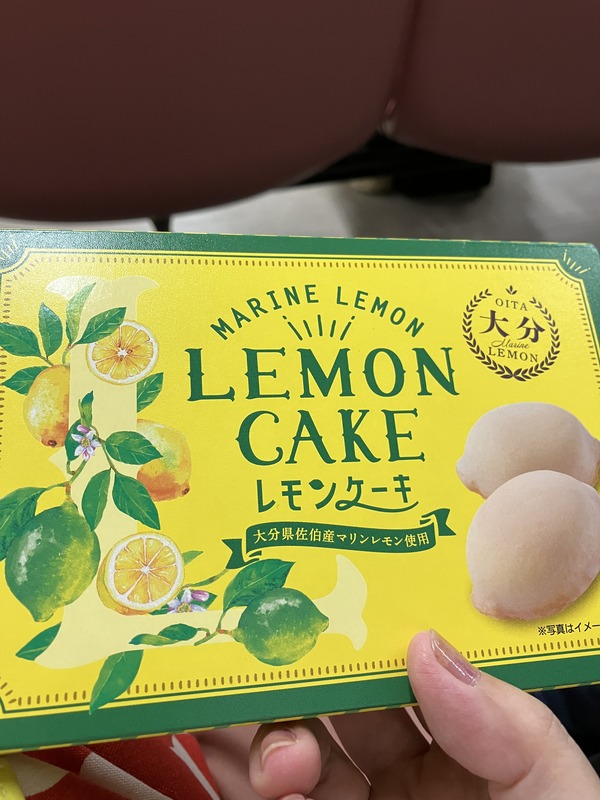 MARINE LEMON
LEMON
CAKE
レモンケーキ
大分県佐伯産マリンレモン使用
OITA
大分
Marine
LEMON
※写真はイメー